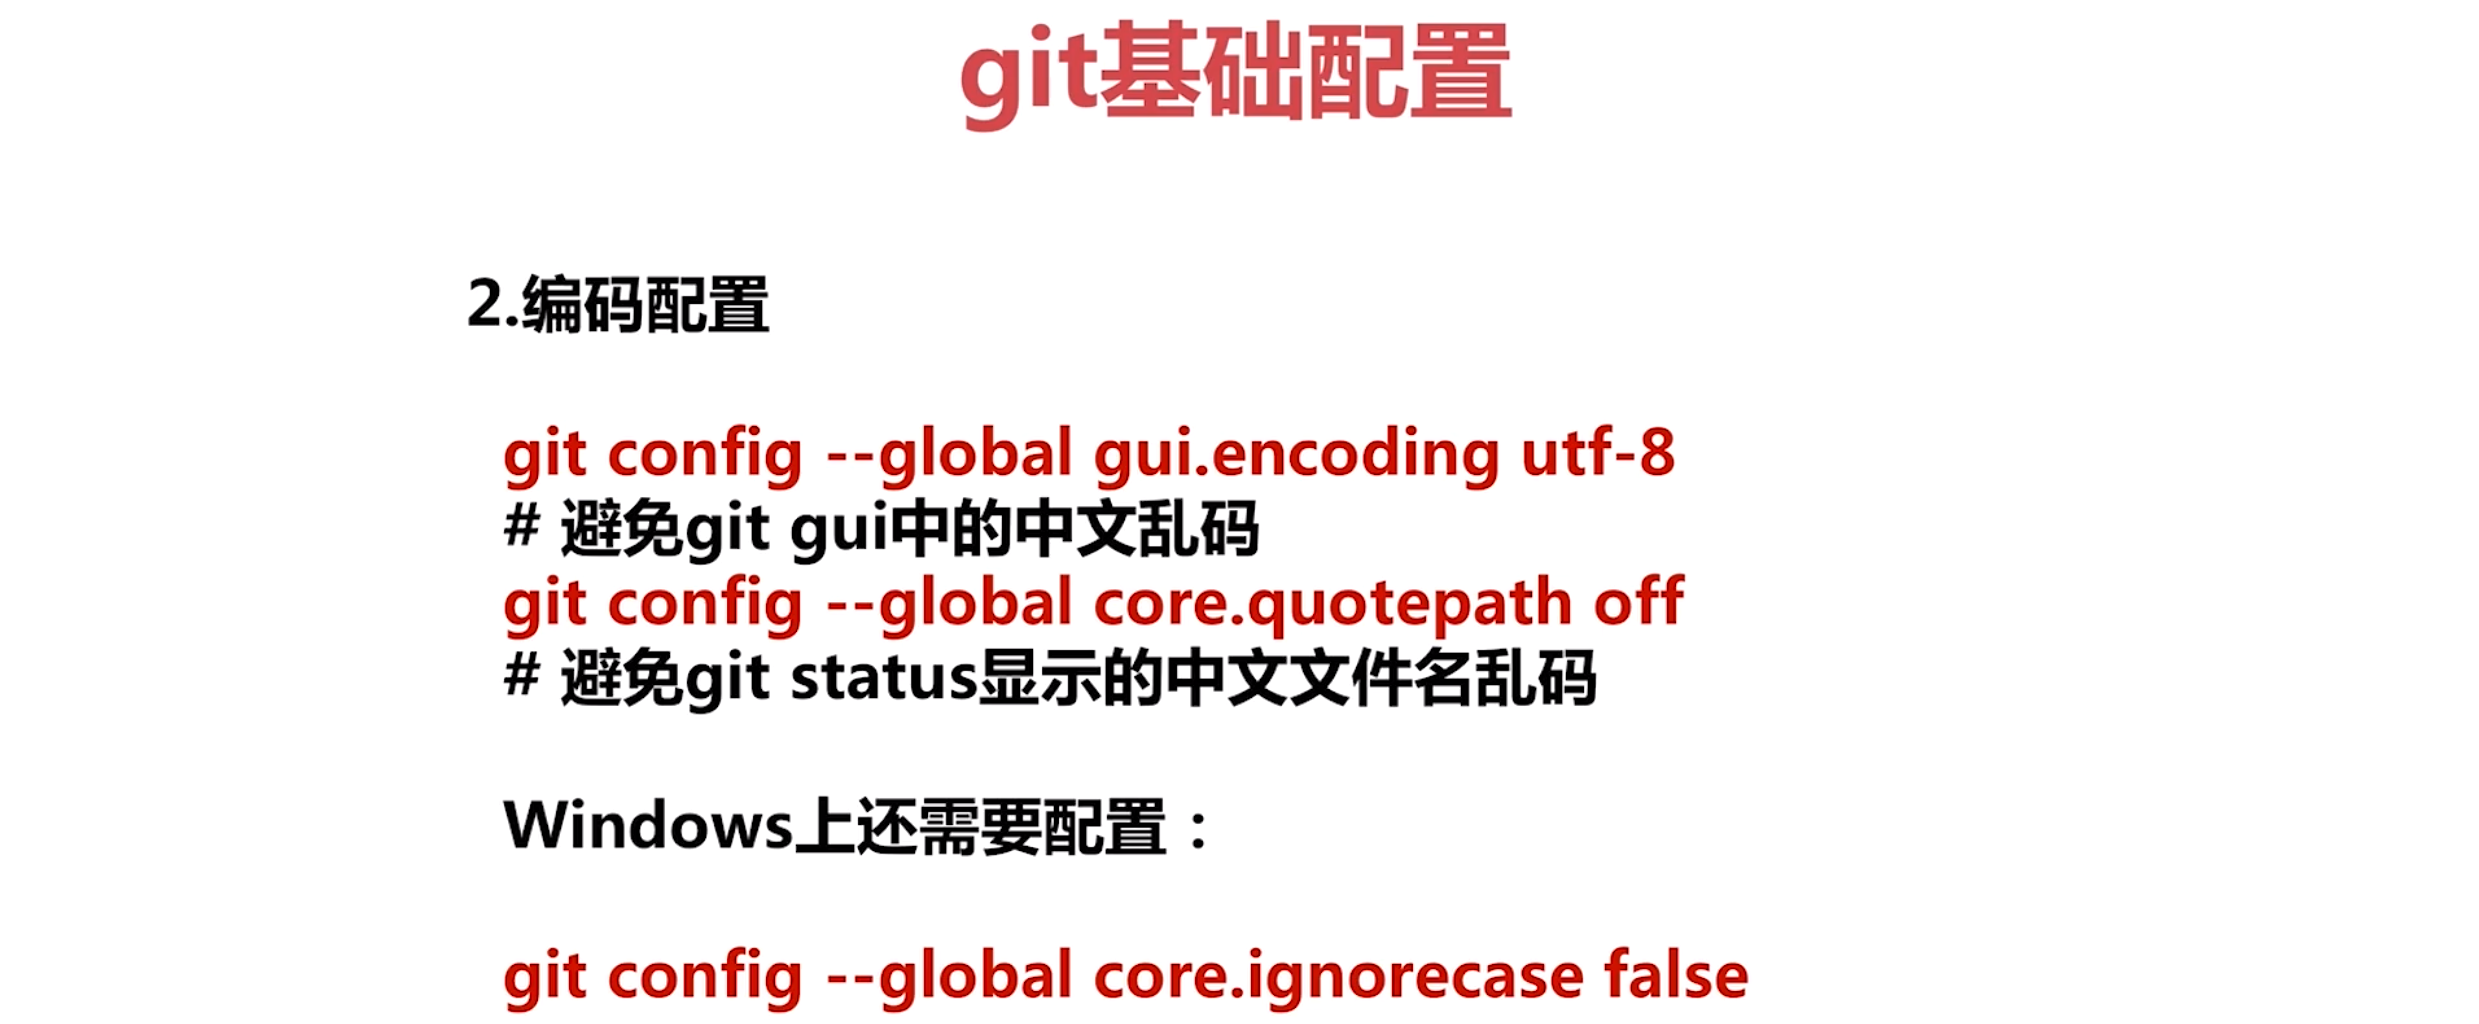 git基础配置
2.编码配置
git config --global gui.encoding utf-8
# 避免git gui中的中文乱码
git config --global core.quotepath off
# 避免git status显示的中文文件名乱码
Windows上还需要配置：
git config --global core.ignorecase false